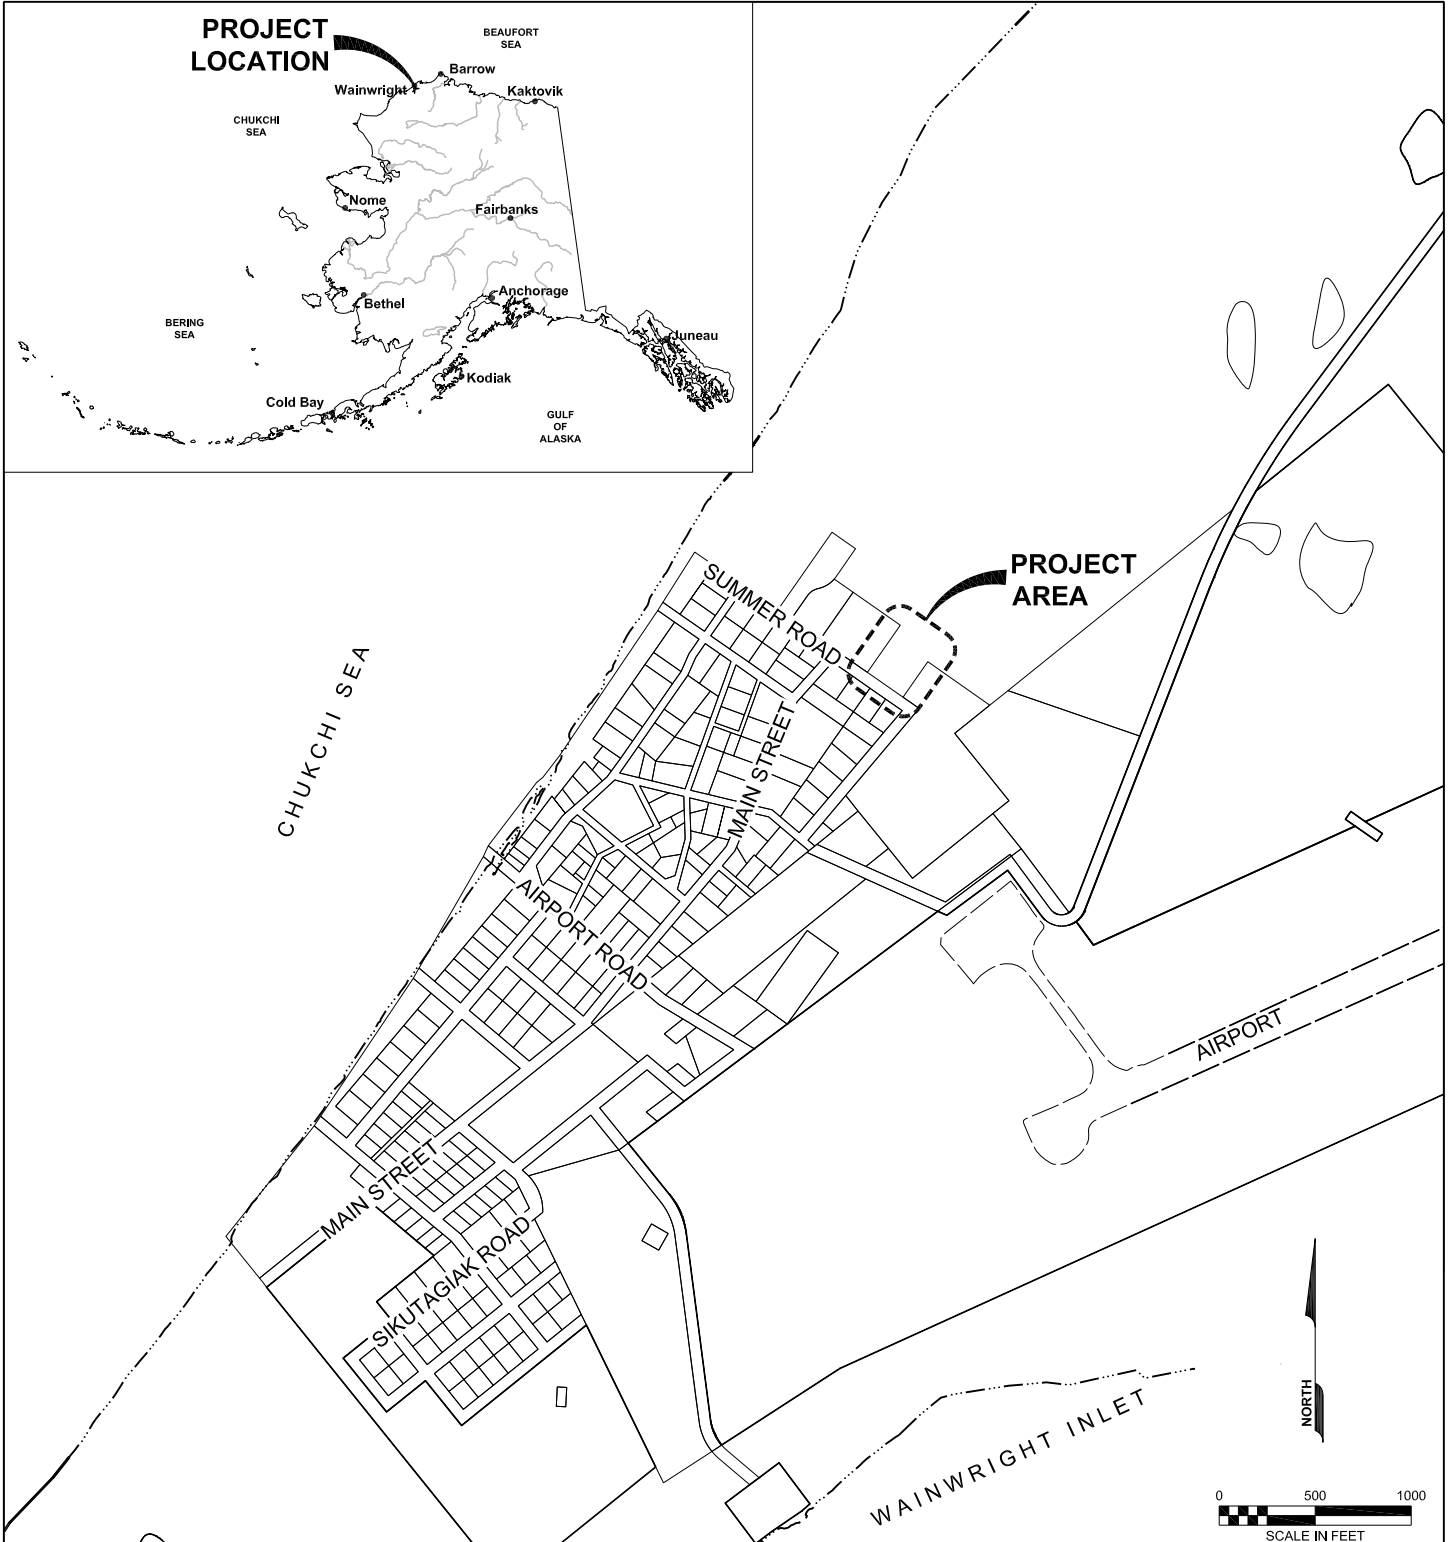 PROJECT
LOCATION
BEAUFORT
SEA
Barrow
Wainwright
Kaktovik
CHUKCHI
SEA
Nome
Fairbanks
Bethel
Anchorage
BERING
SEA
Juneau
Kodiak
Cold Bay
GULF
OF
ALASKA
PROJECT
AREA
SUMMER ROAD
CHUKCHI SEA
MAIN STREET
AIRPORT ROAD
AIRPORT
MAIN STREET
SIKUTAGIAK ROAD
WAINWRIGHT INLET
NORTH
0 500 1000
SCALE IN FEET